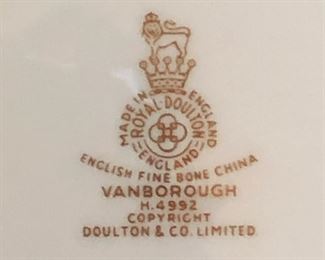 MADE IN ENGLAND
ROYAL·DOULTON
ENGLAND
ENGLISH FINE BONE CHINA
VANBOROUGH
H.4992
COPYRIGHT
DOULTON & CO. LIMITED